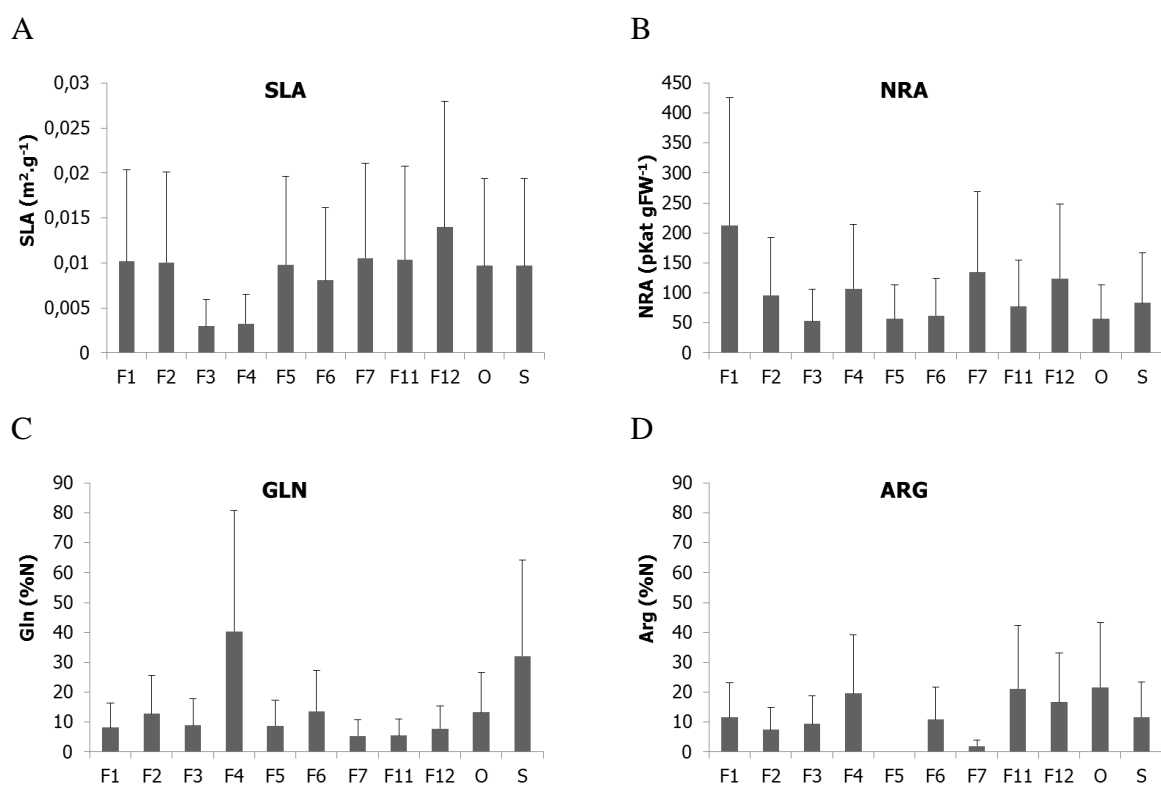 A
SLA
SLA (m².g⁻¹)
0,03
0,025
0,02
0,015
0,01
0,005
0
F1 F2 F3 F4 F5 F6 F7 F11 F12 O S
B
NRA
NRA (pKat gFW⁻¹)
450
400
350
300
250
200
150
100
50
0
F1 F2 F3 F4 F5 F6 F7 F11 F12 O S
C
GLN
Gln (%N)
90
80
70
60
50
40
30
20
10
0
F1 F2 F3 F4 F5 F6 F7 F11 F12 O S
D
ARG
Arg (%N)
90
80
70
60
50
40
30
20
10
0
F1 F2 F3 F4 F5 F6 F7 F11 F12 O S